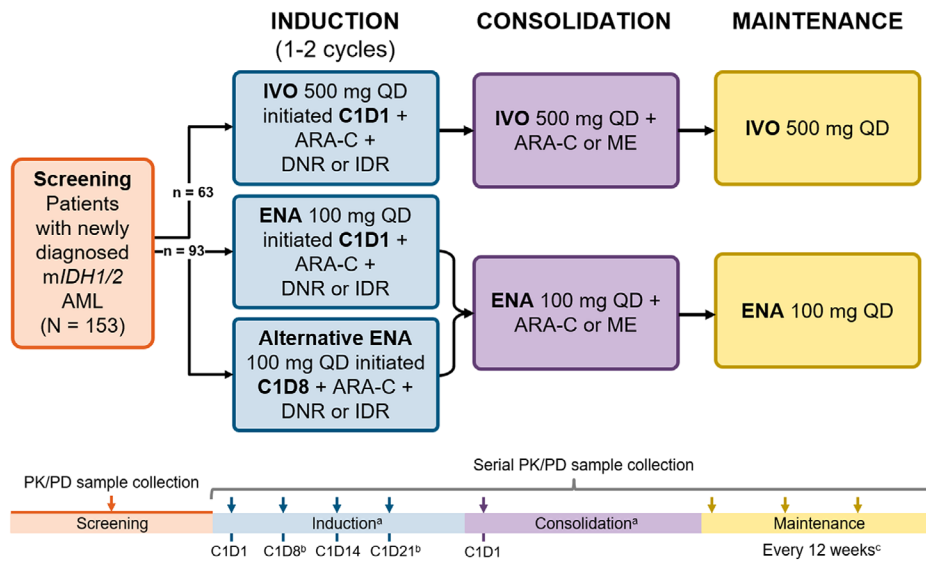 INDUCTION
(1-2 cycles)
CONSOLIDATION
MAINTENANCE
Screening
Patients
with newly
diagnosed
mIDH1/2
AML
(N = 153)
n = 63
n = 93
IVO 500 mg QD
initiated C1D1 +
ARA-C +
DNR or IDR
IVO 500 mg QD +
ARA-C or ME
IVO 500 mg QD
ENA 100 mg QD
initiated C1D1 +
ARA-C +
DNR or IDR
Alternative ENA
100 mg QD initiated
C1D8 + ARA-C +
DNR or IDR
ENA 100 mg QD +
ARA-C or ME
ENA 100 mg QD
Serial PK/PD sample collection
PK/PD sample collection
Screening
Inductionᵃ
Consolidationᵃ
Maintenance
C1D1
C1D8ᵇ
C1D14
C1D21ᵇ
C1D1
Every 12 weeksᶜ